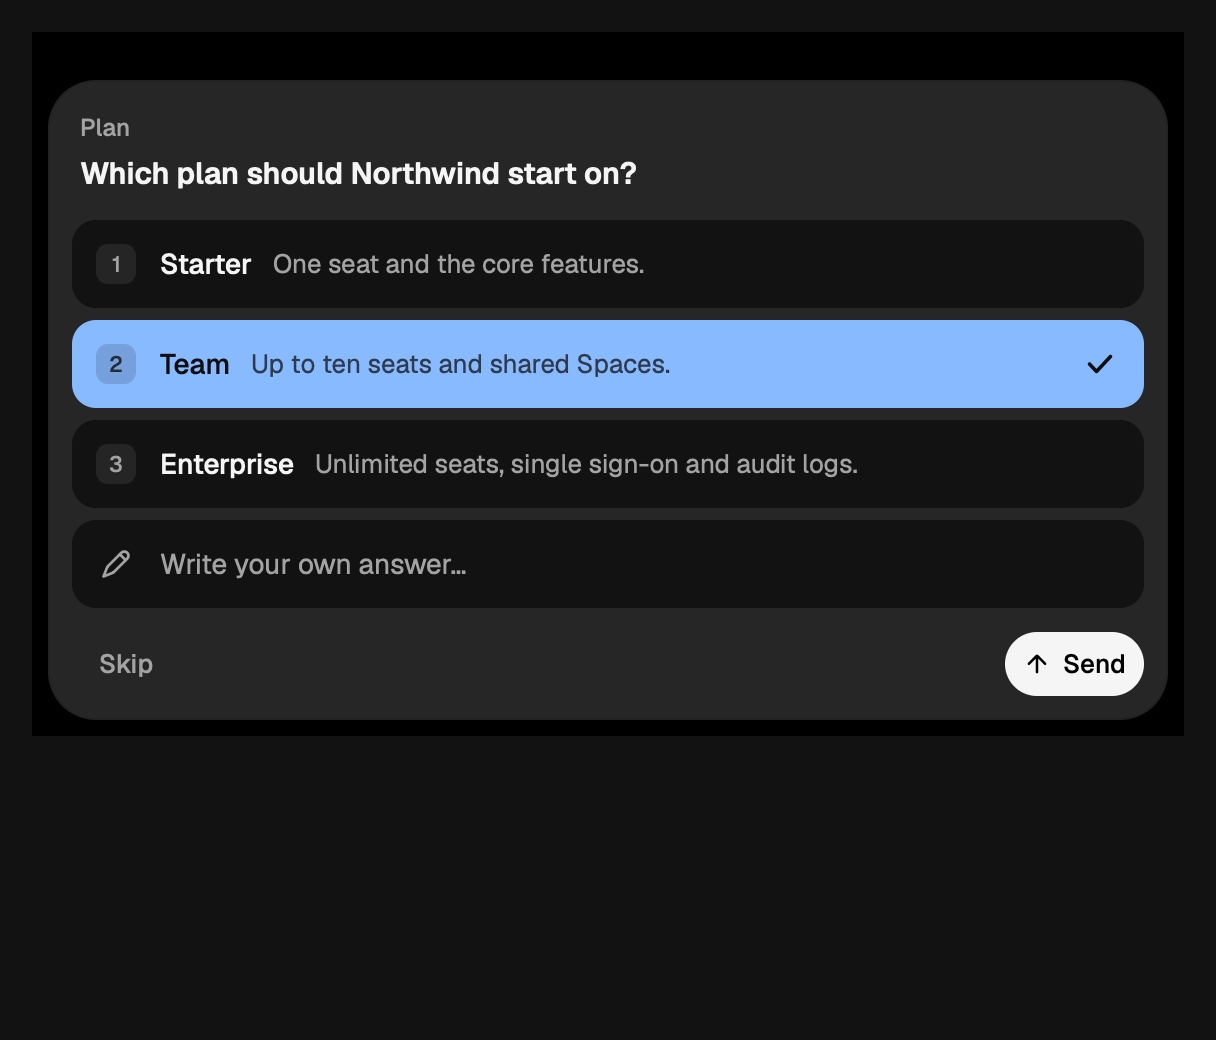 Plan
Which plan should Northwind start on?
1 Starter One seat and the core features.
2 Team Up to ten seats and shared Spaces.
3 Enterprise Unlimited seats, single sign-on and audit logs.
Write your own answer...
Skip Send